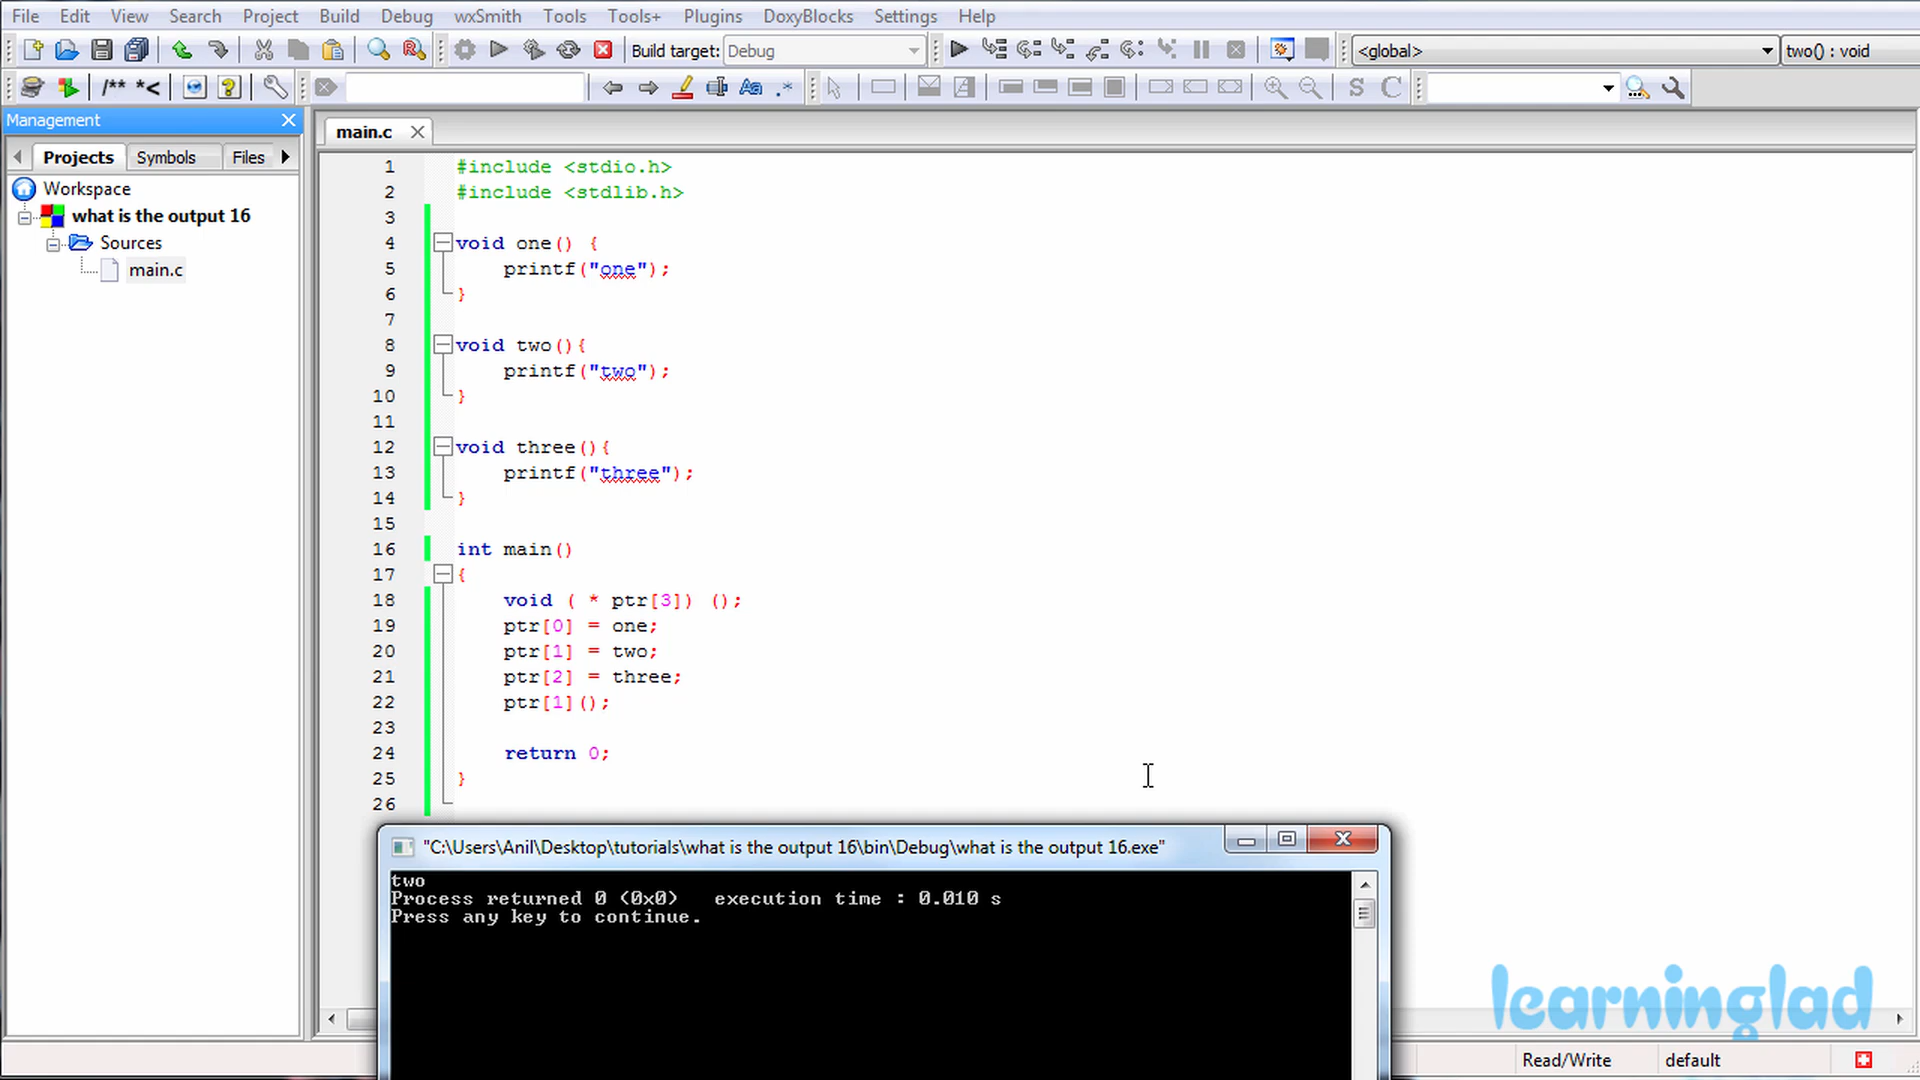 File Edit View Search Project Build Debug wxSmith Tools Tools+ Plugins DoxyBlocks Settings Help
Build target: Debug <global> two() : void
/** *< Aa .* S C
Management
Projects Symbols Files
Workspace
what is the output 16
Sources
main.c
main.c
1 #include <stdio.h>
2 #include <stdlib.h>
3
4 void one() {
5 printf("one");
6 }
7
8 void two(){
9 printf("two");
10 }
11
12 void three(){
13 printf("three");
14 }
15
16 int main()
17 {
18 void ( * ptr[3]) ();
19 ptr[0] = one;
20 ptr[1] = two;
21 ptr[2] = three;
22 ptr[1]();
23
24 return 0;
25 }
26
"C:\Users\Anil\Desktop\tutorials\what is the output 16\bin\Debug\what is the output 16.exe"
two
Process returned 0 (0x0) execution time : 0.010 s
Press any key to continue.
learninglad
Read/Write default